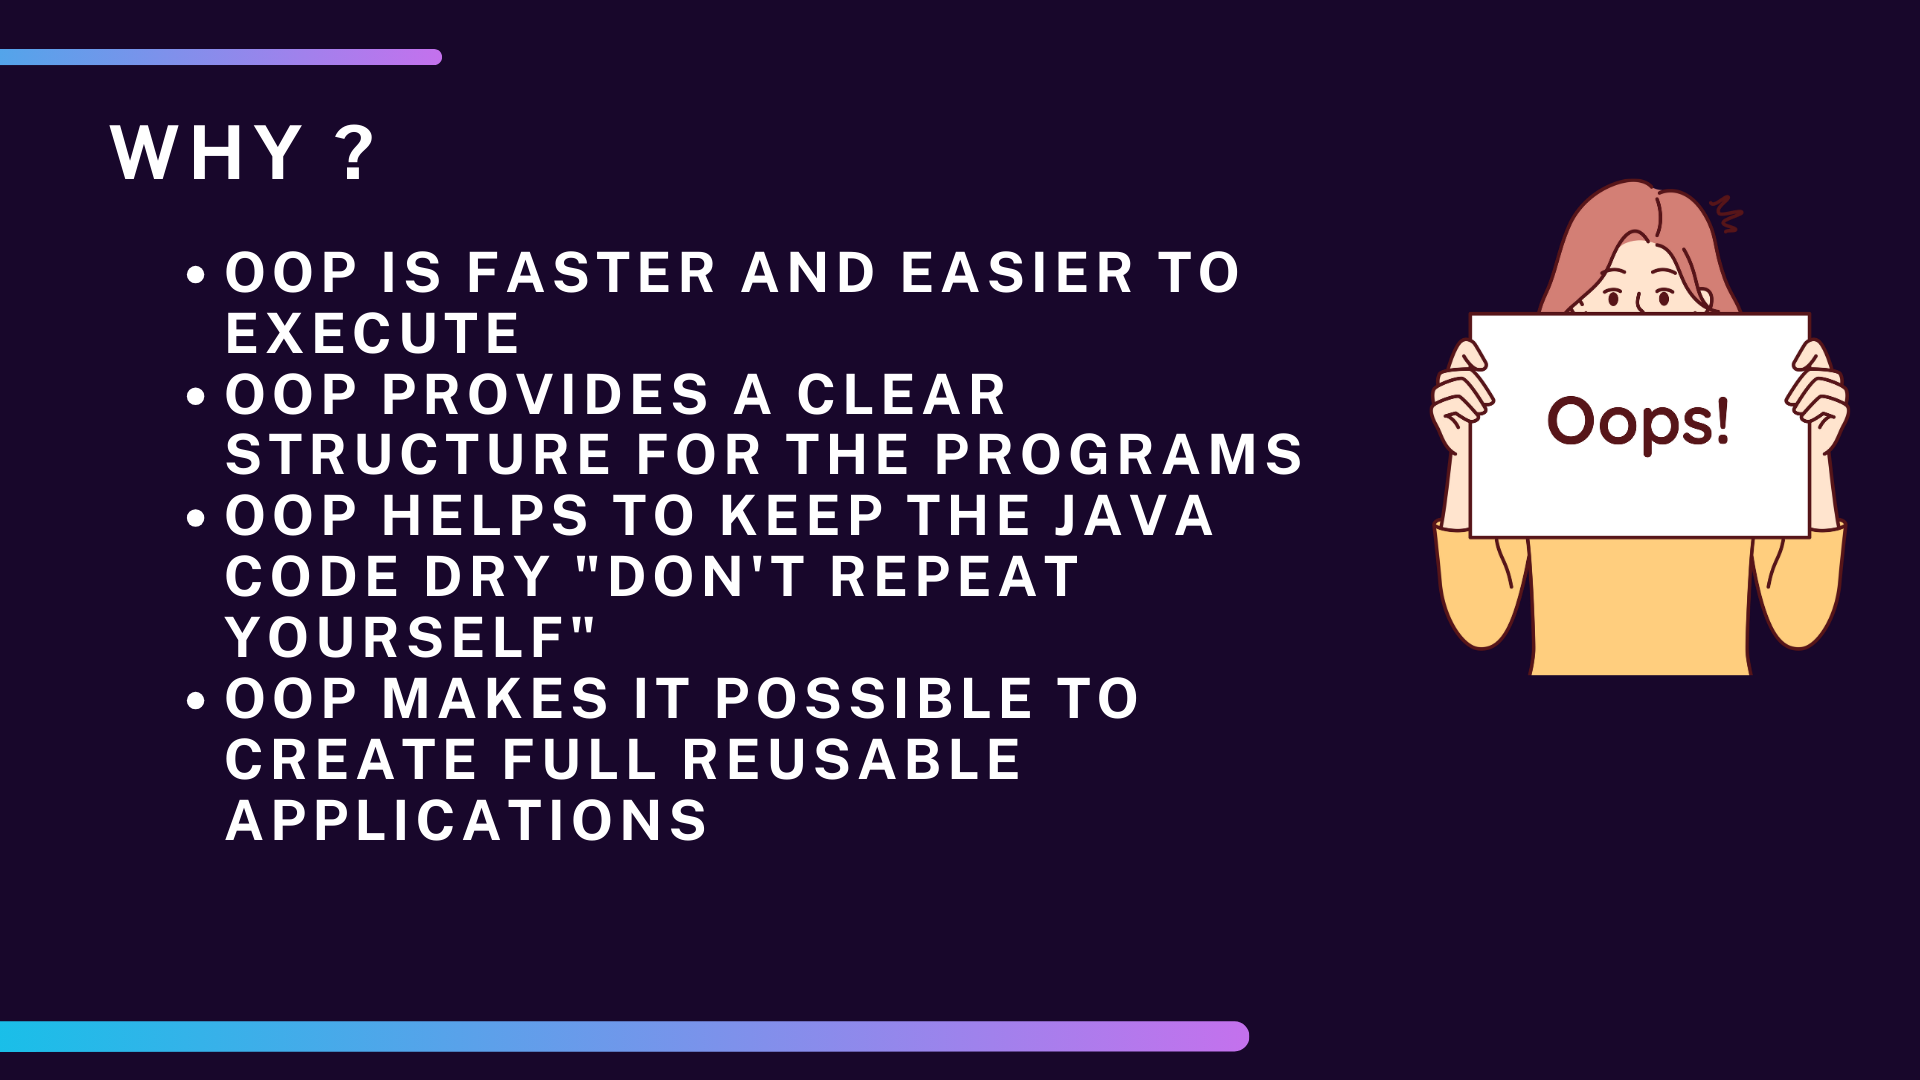 WHY ?
• OOP IS FASTER AND EASIER TO
EXECUTE
• OOP PROVIDES A CLEAR
STRUCTURE FOR THE PROGRAMS
• OOP HELPS TO KEEP THE JAVA
CODE DRY "DON'T REPEAT
YOURSELF"
• OOP MAKES IT POSSIBLE TO
CREATE FULL REUSABLE
APPLICATIONS
Oops!